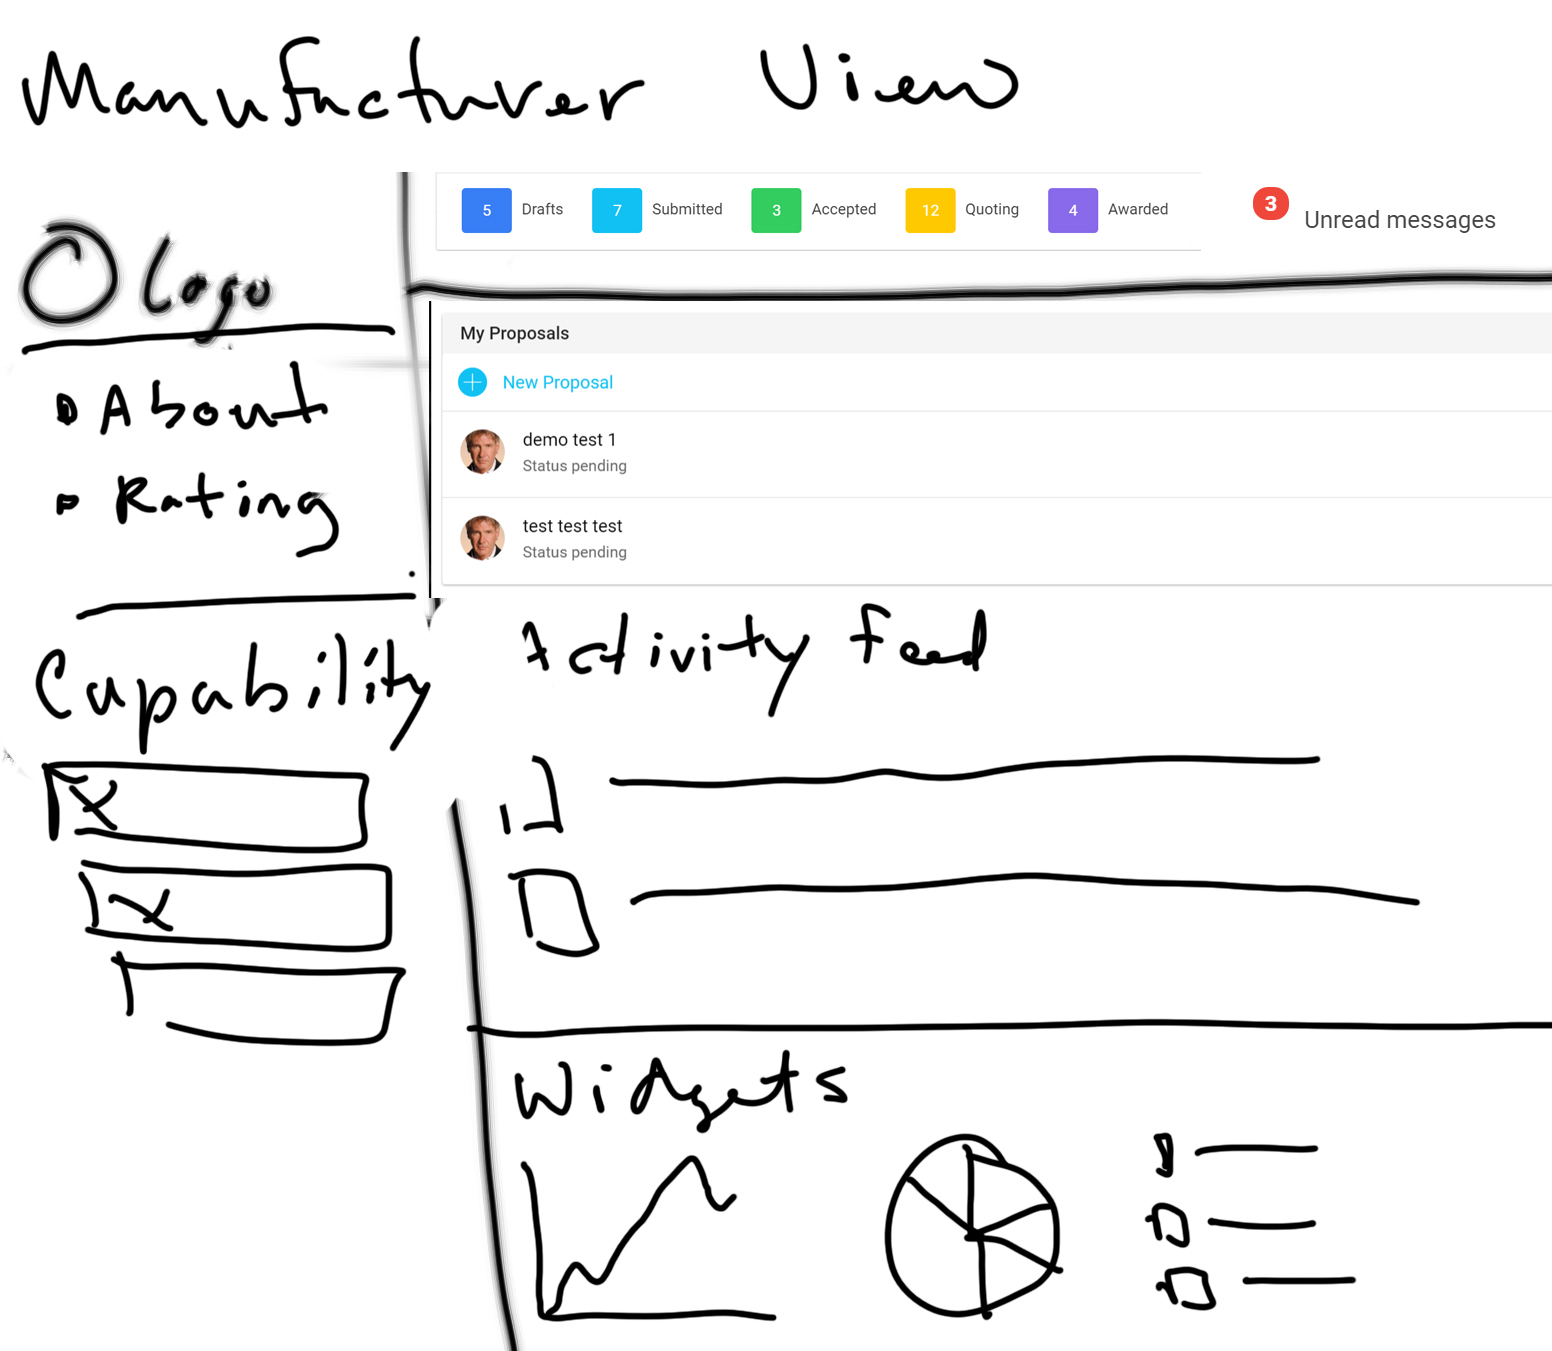 Manufacturer View
5 Drafts 7 Submitted 3 Accepted 12 Quoting 4 Awarded 3 Unread messages
Logo
About
Rating
Capability
x
x
My Proposals
New Proposal
demo test 1
Status pending
test test test
Status pending
Activity Feed
Widgets